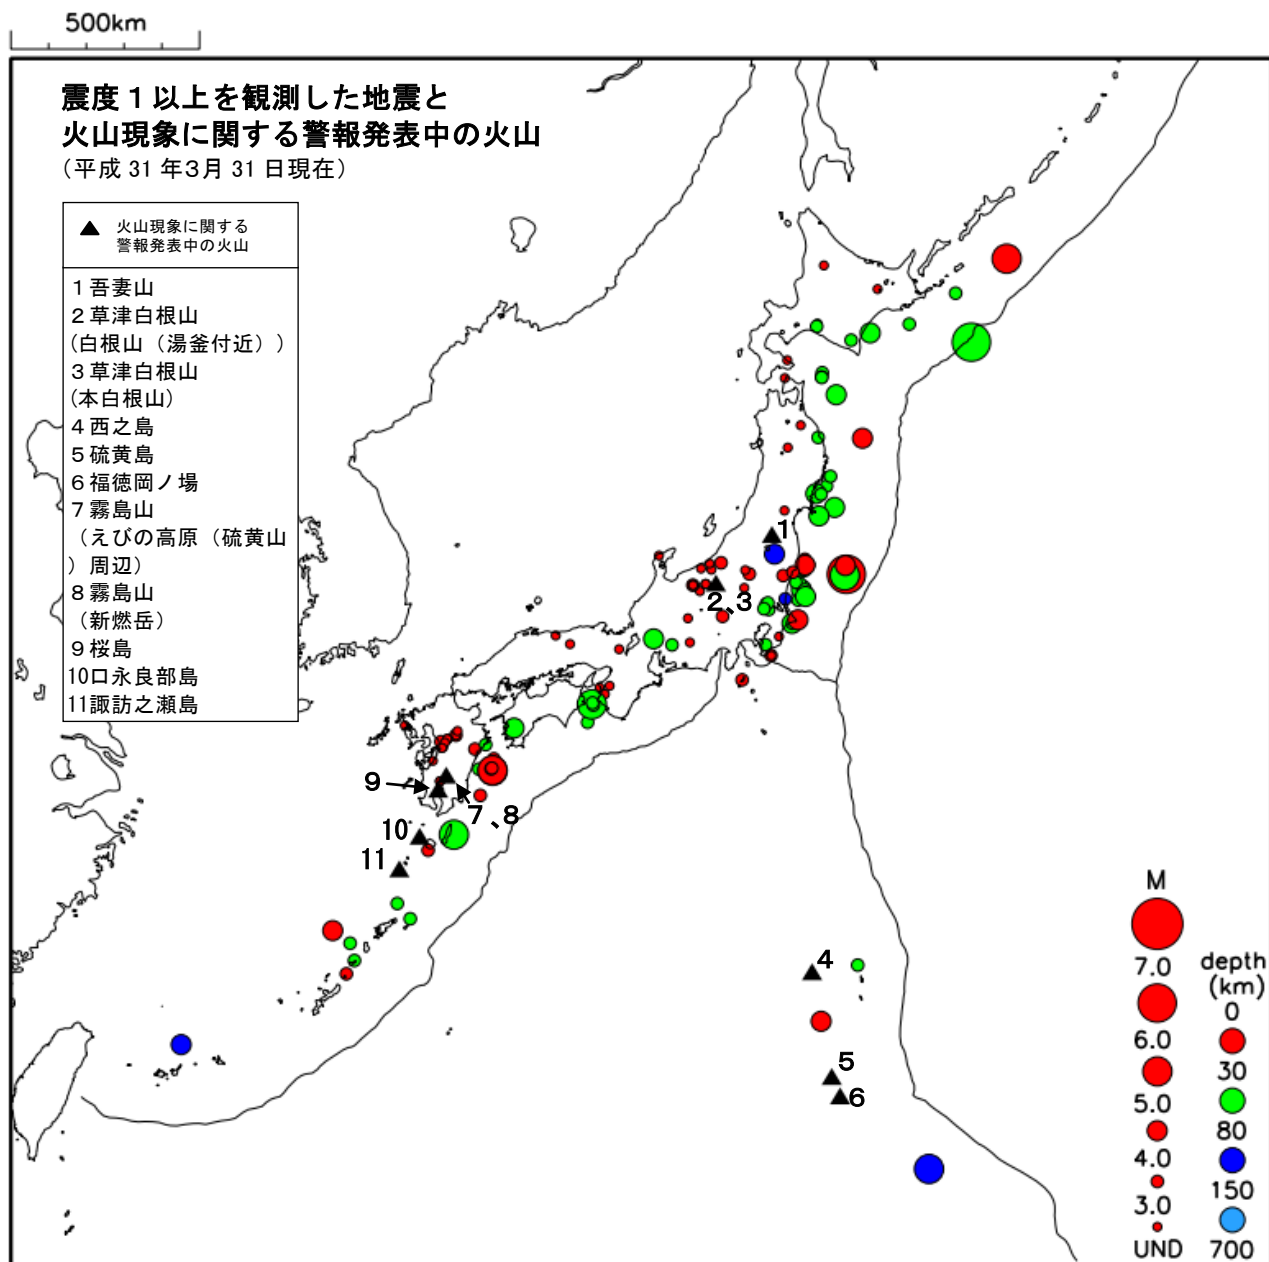 500km
震度１以上を観測した地震と
火山現象に関する警報発表中の火山
（平成 31 年3月 31 日現在）
▲ 火山現象に関する
警報発表中の火山
１吾妻山
２草津白根山
(白根山（湯釜付近））
３草津白根山
(本白根山）
４西之島
５硫黄島
６福徳岡ノ場
７霧島山
（えびの高原（硫黄山
）周辺）
８霧島山
（新燃岳）
９桜島
10口永良部島
11諏訪之瀬島
1
2、3
9
7、8
10
11
4
5
6
M
7.0
6.0
5.0
4.0
3.0
UND
depth
(km)
0
30
80
150
700